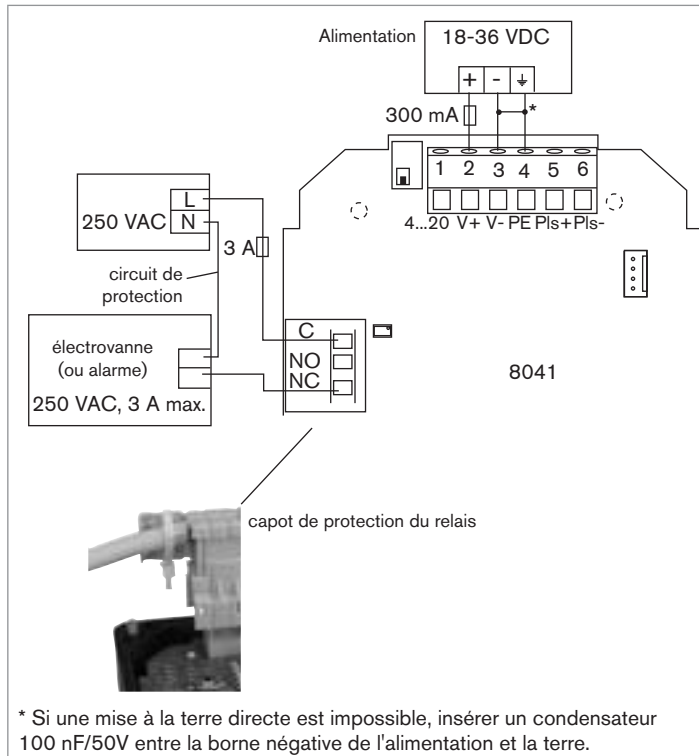 Alimentation
18-36 VDC
+ -
300 mA
*
1 2 3 4 5 6
4...20 V+ V- PE Pls+ Pls-
L
250 VAC N
3 A
circuit de
protection
électrovanne
(ou alarme)
250 VAC, 3 A max.
C
NO
NC
8041
capot de protection du relais
* Si une mise à la terre directe est impossible, insérer un condensateur
100 nF/50V entre la borne négative de l'alimentation et la terre.